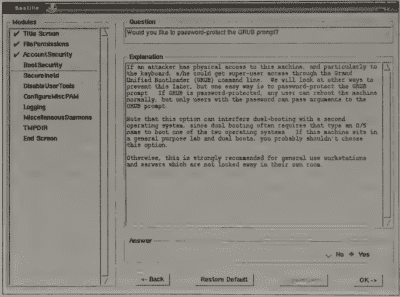 Bastille
Modules
Title Screen
FilePermissions
AccountSecurity
BootSecurity
SecureInetd
DisableUserTools
ConfigureMiscPAM
Logging
MiscellaneousDaemons
TMPDIR
End Screen
Question
Would you like to password-protect the GRUB prompt?
Explanation
If an attacker has physical access to this machine, and particularly to
the keyboard, s/he could get super-user access through the Grand
Unified Bootloader (GRUB) command line. We will look at other ways to
prevent this later, but one easy way is to password-protect the GRUB
prompt. If GRUB is password-protected, any user can reboot the machine
normally, but only users with the password can pass arguments to the
GRUB prompt.
Note that this option can interfere dual-booting with a second
operating system, since dual booting often requires that type an O/S
name to boot one of the two operating systems. If this machine sits in
a general purpose lab and dual boots, you probably shouldn't choose
this option.
Otherwise, this is strongly recommended for general use workstations
and servers which are not locked away in their own room.
Answer
No Yes
<- Back
Restore Default
OK ->